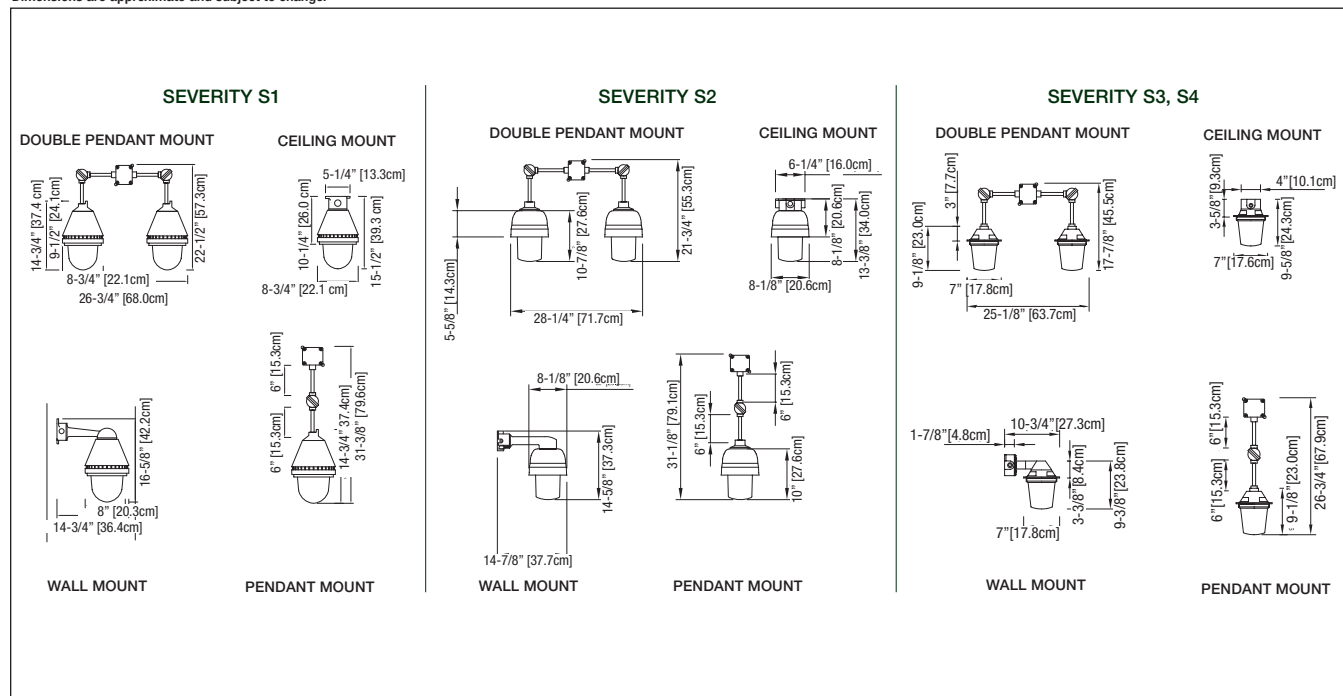 Dimensions are approximate and subject to change.
SEVERITY S1
DOUBLE PENDANT MOUNT
14-3/4” [37.4 cm]
9-1/2” [24.1cm]
22-1/2” [57.3cm]
8-3/4” [22.1cm]
26-3/4” [68.0cm]
CEILING MOUNT
5-1/4” [13.3cm]
10-1/4” [26.0 cm]
15-1/2” [39.3 cm]
8-3/4” [22.1 cm]
16-5/8” [42.2cm]
8” [20.3cm]
14-3/4” [36.4cm]
WALL MOUNT
6” [15.3cm]
6” [15.3cm]
14-3/4” 37.4cm]
31-3/8” [79.6cm]
PENDANT MOUNT
SEVERITY S2
DOUBLE PENDANT MOUNT
5-5/8” [14.3cm]
10-7/8” [27.6cm]
21-3/4” [55.3cm]
28-1/4” [71.7cm]
CEILING MOUNT
6-1/4” [16.0cm]
8-1/8” [20.6cm]
13-3/8” [34.0cm]
8-1/8” [20.6cm]
8-1/8” [20.6cm]
14-5/8” [37.3cm]
14-7/8” [37.7cm]
WALL MOUNT
31-1/8” [79.1cm]
6” [15.3cm]
6” [15.3cm]
10” [27.6cm]
PENDANT MOUNT
SEVERITY S3, S4
DOUBLE PENDANT MOUNT
3” [7.7cm]
9-1/8” [23.0cm]
17-7/8” [45.5cm]
7” [17.8cm]
25-1/8” [63.7cm]
CEILING MOUNT
3-5/8” [9.3cm]
4” [10.1cm]
9-5/8” [24.3cm]
7” [17.6cm]
10-3/4” [27.3cm]
1-7/8” [4.8cm]
3-3/8” [8.4cm]
9-3/8” [23.8cm]
7”[17.8cm]
WALL MOUNT
6” [15.3cm]
6” [15.3cm]
9-1/8” [23.0cm]
26-3/4” [67.9cm]
PENDANT MOUNT